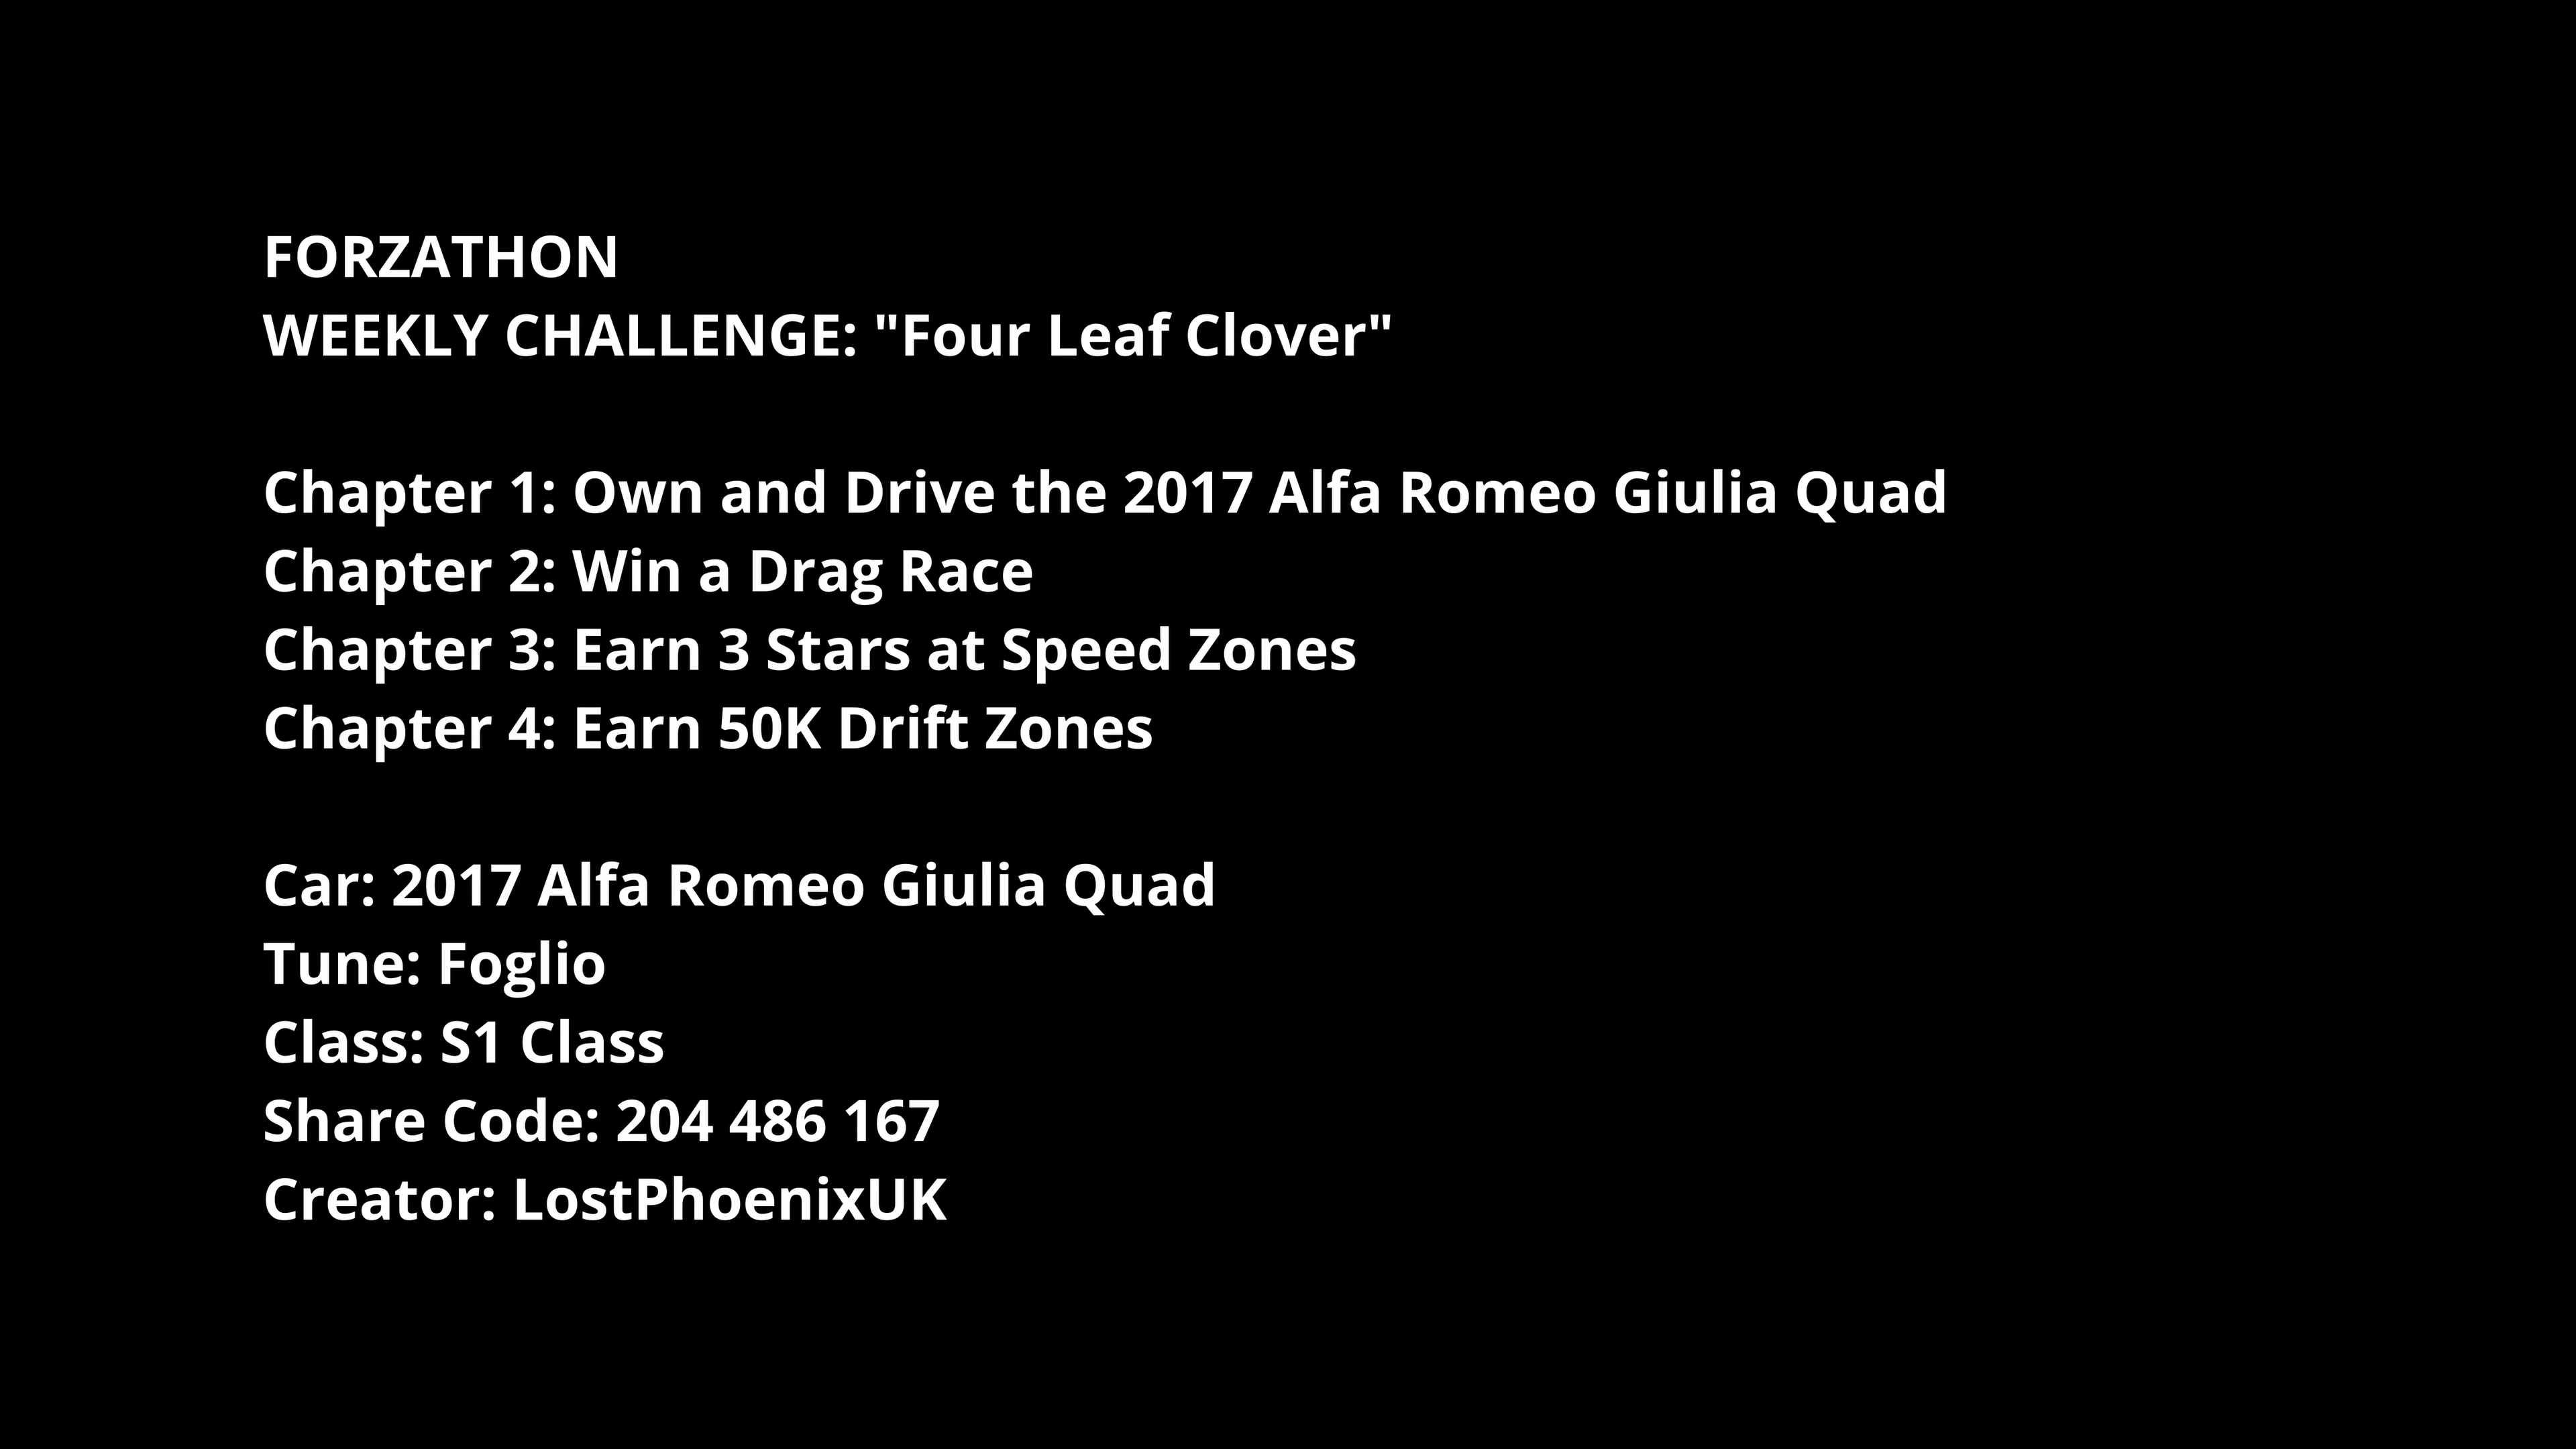 FORZATHON
WEEKLY CHALLENGE: "Four Leaf Clover"
Chapter 1: Own and Drive the 2017 Alfa Romeo Giulia Quad
Chapter 2: Win a Drag Race
Chapter 3: Earn 3 Stars at Speed Zones
Chapter 4: Earn 50K Drift Zones
Car: 2017 Alfa Romeo Giulia Quad
Tune: Foglio
Class: S1 Class
Share Code: 204 486 167
Creator: LostPhoenixUK